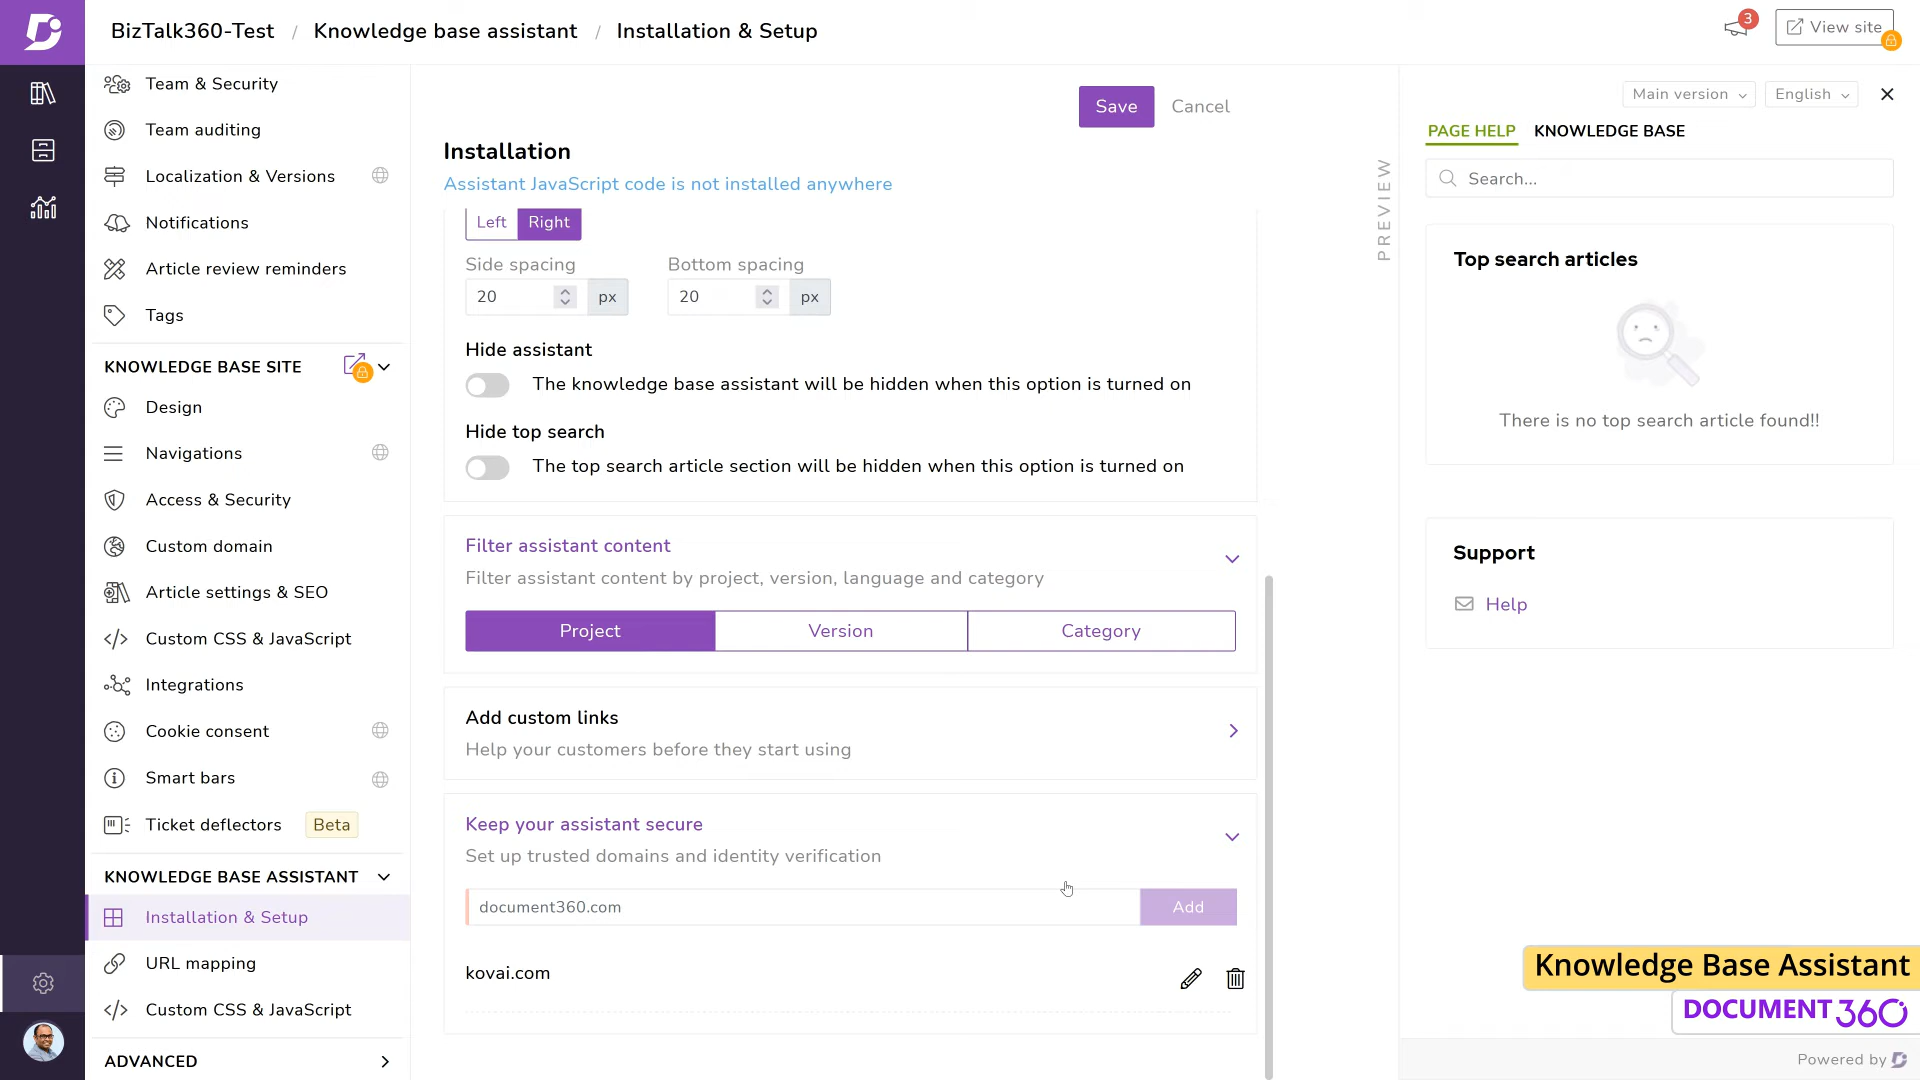 BizTalk360-Test / Knowledge base assistant / Installation & Setup
3
View site
Team & Security
Team auditing
Localization & Versions
Notifications
Article review reminders
Tags
KNOWLEDGE BASE SITE
Design
Navigations
Access & Security
Custom domain
Article settings & SEO
Custom CSS & JavaScript
Integrations
Cookie consent
Smart bars
Ticket deflectors Beta
KNOWLEDGE BASE ASSISTANT
Installation & Setup
URL mapping
Custom CSS & JavaScript
ADVANCED
Save Cancel
Installation
Assistant JavaScript code is not installed anywhere
Left Right
Side spacing Bottom spacing
20 px 20 px
Hide assistant
The knowledge base assistant will be hidden when this option is turned on
Hide top search
The top search article section will be hidden when this option is turned on
Filter assistant content
Filter assistant content by project, version, language and category
Project Version Category
Add custom links
Help your customers before they start using
Keep your assistant secure
Set up trusted domains and identity verification
document360.com Add
kovai.com
PREVIEW
Main version English
PAGE HELP KNOWLEDGE BASE
Search...
Top search articles
There is no top search article found!!
Support
Help
Knowledge Base Assistant
DOCUMENT360
Powered by